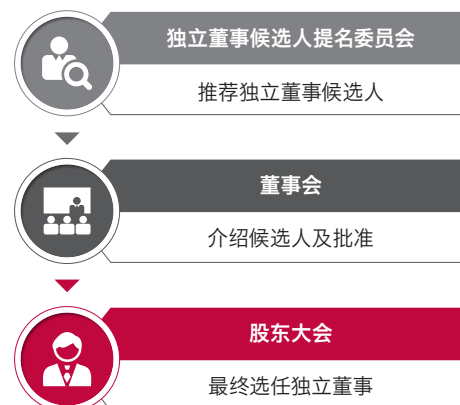 独立董事候选人提名委员会
推荐独立董事候选人
董事会
介绍候选人及批准
股东大会
最终选任独立董事